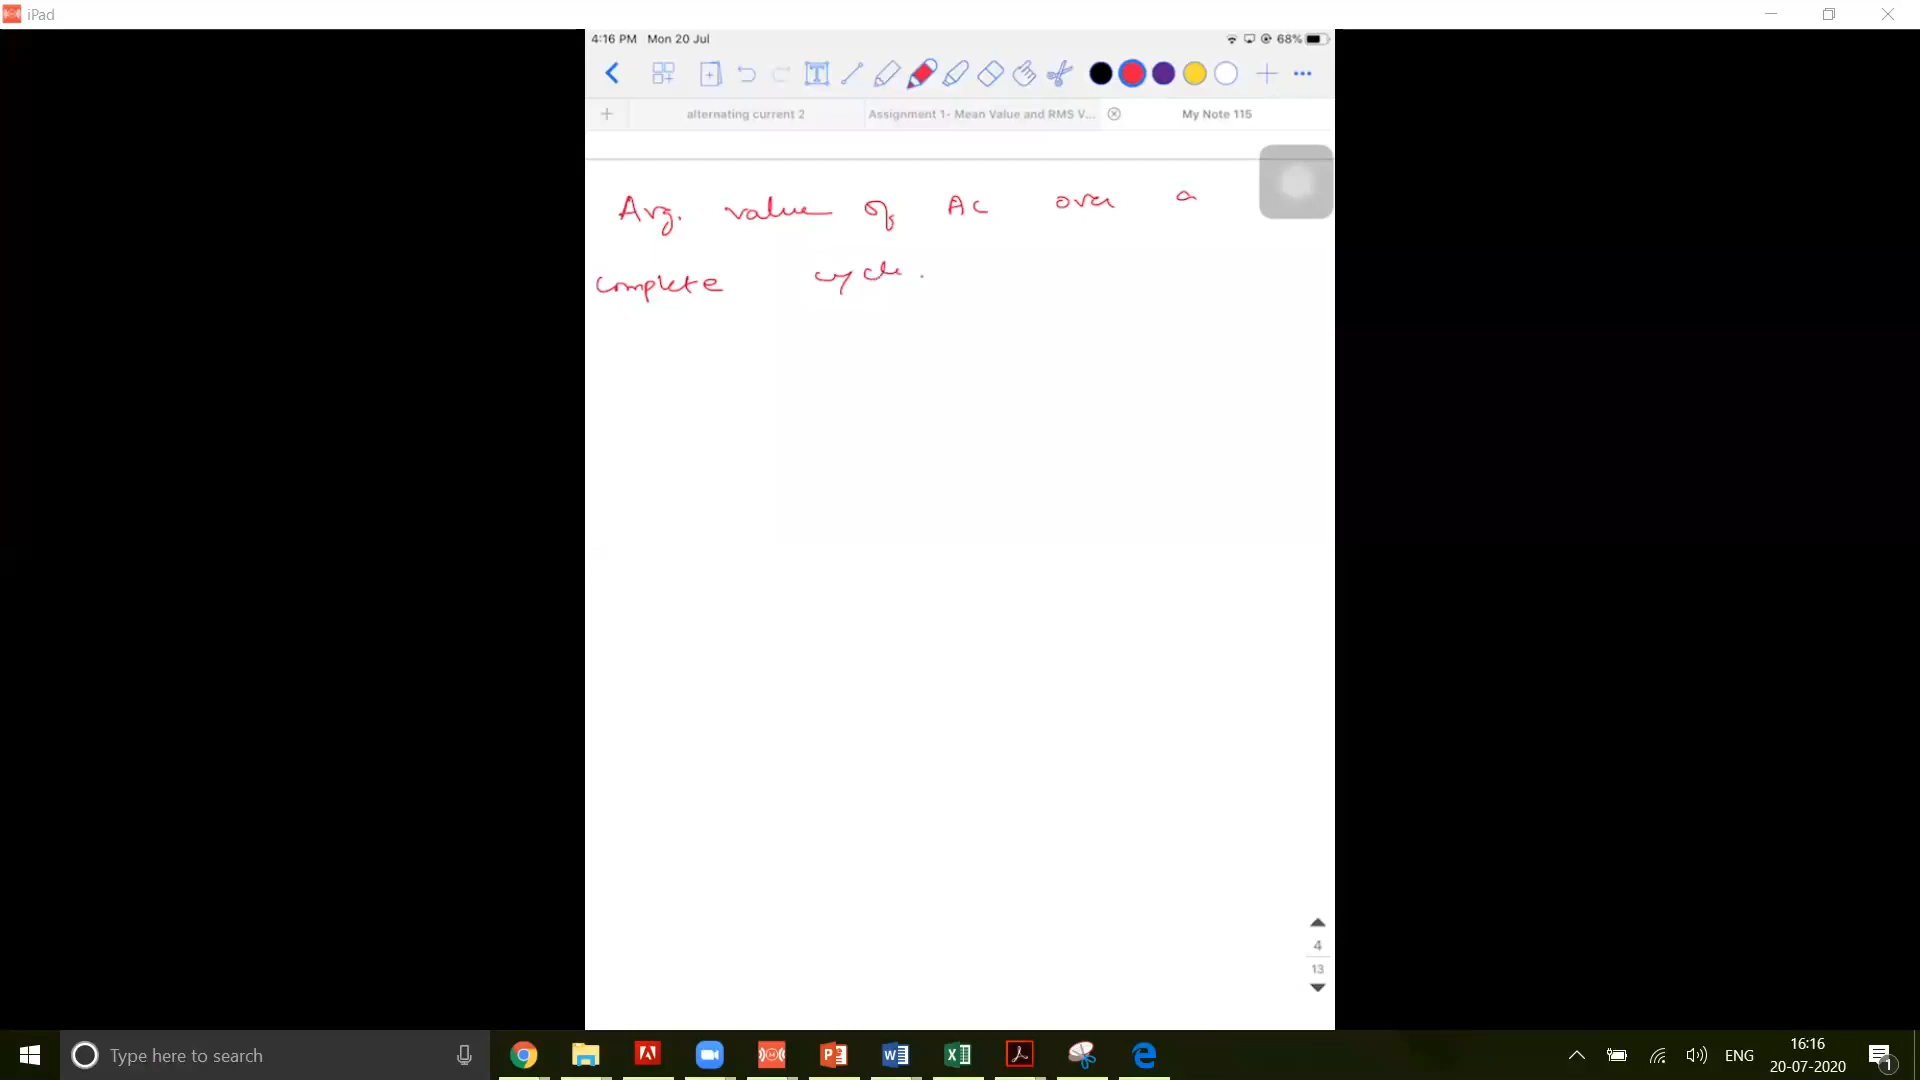 iPad
4:16 PM Mon 20 Jul
68%
alternating current 2
Assignment 1- Mean Value and RMS V...
My Note 115
Avg. value of AC over a
complete cycle.
4
13
Type here to search
ENG
16:16
20-07-2020
1